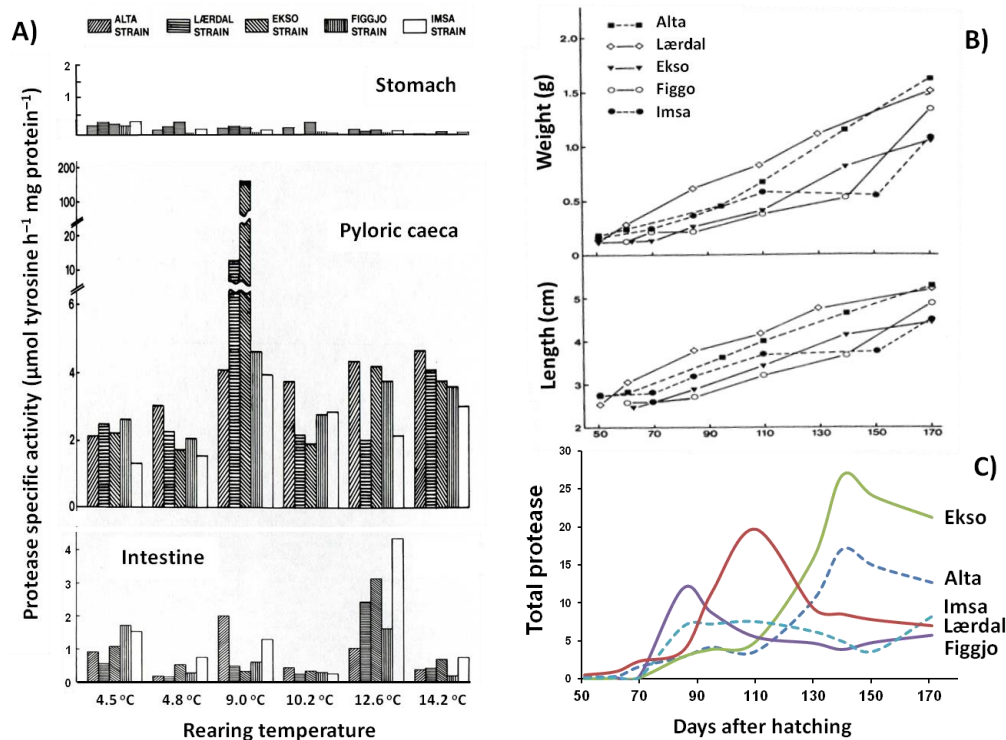 A)
ALTA STRAIN
LÆRDAL STRAIN
EKSO STRAIN
FIGGJO STRAIN
IMSA STRAIN
Protease specific activity (µmol tyrosine h⁻¹ mg protein⁻¹)
Stomach
2
1
Pyloric caeca
200
100
20
10
6
4
2
0
Intestine
4
3
2
1
0
4.5 °C 4.8 °C 9.0 °C 10.2 °C 12.6 °C 14.2 °C
Rearing temperature
B)
Alta
Lærdal
Ekso
Figgo
Imsa
Weight (g)
2.0
1.5
1.0
0.5
0
Length (cm)
5
4
3
2
50 70 90 110 130 150 170
C)
Total protease
30
25
20
15
10
5
0
Ekso
Alta
Imsa
Lærdal
Figgjo
50 70 90 110 130 150 170
Days after hatching